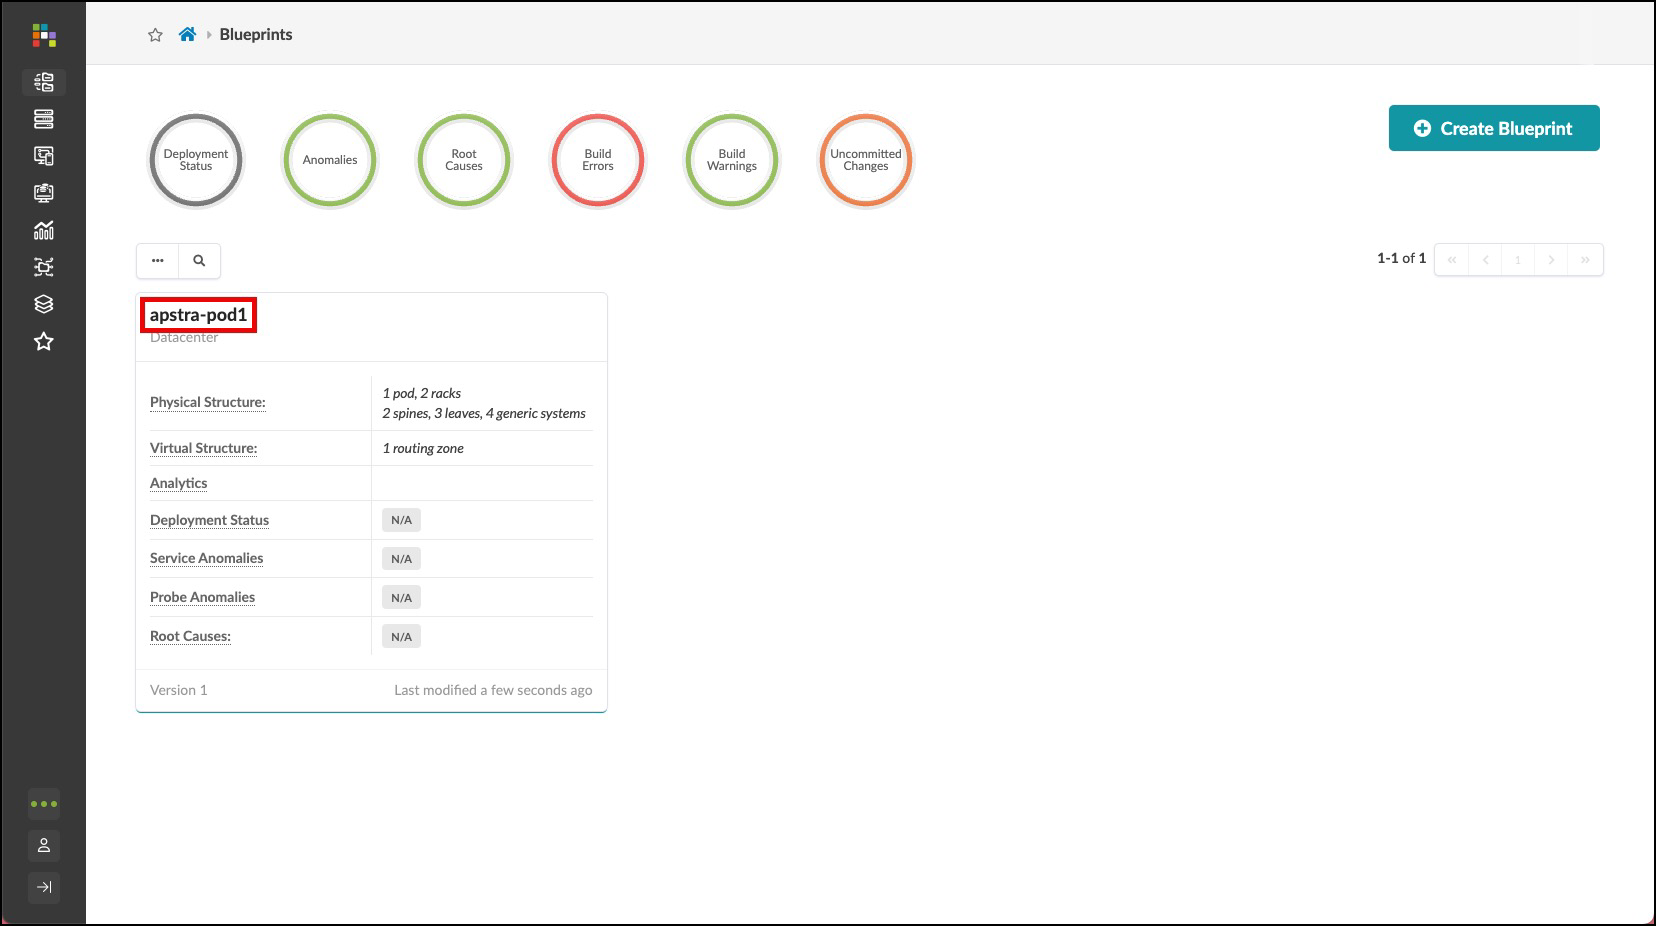 Blueprints
Deployment
Status
Anomalies
Root
Causes
Build
Errors
Build
Warnings
Uncommitted
Changes
Create Blueprint
1-1 of 1
«
‹
1
›
»
apstra-pod1
Datacenter
Physical Structure:
1 pod, 2 racks
2 spines, 3 leaves, 4 generic systems
Virtual Structure:
1 routing zone
Analytics
Deployment Status
N/A
Service Anomalies
N/A
Probe Anomalies
N/A
Root Causes:
N/A
Version 1
Last modified a few seconds ago